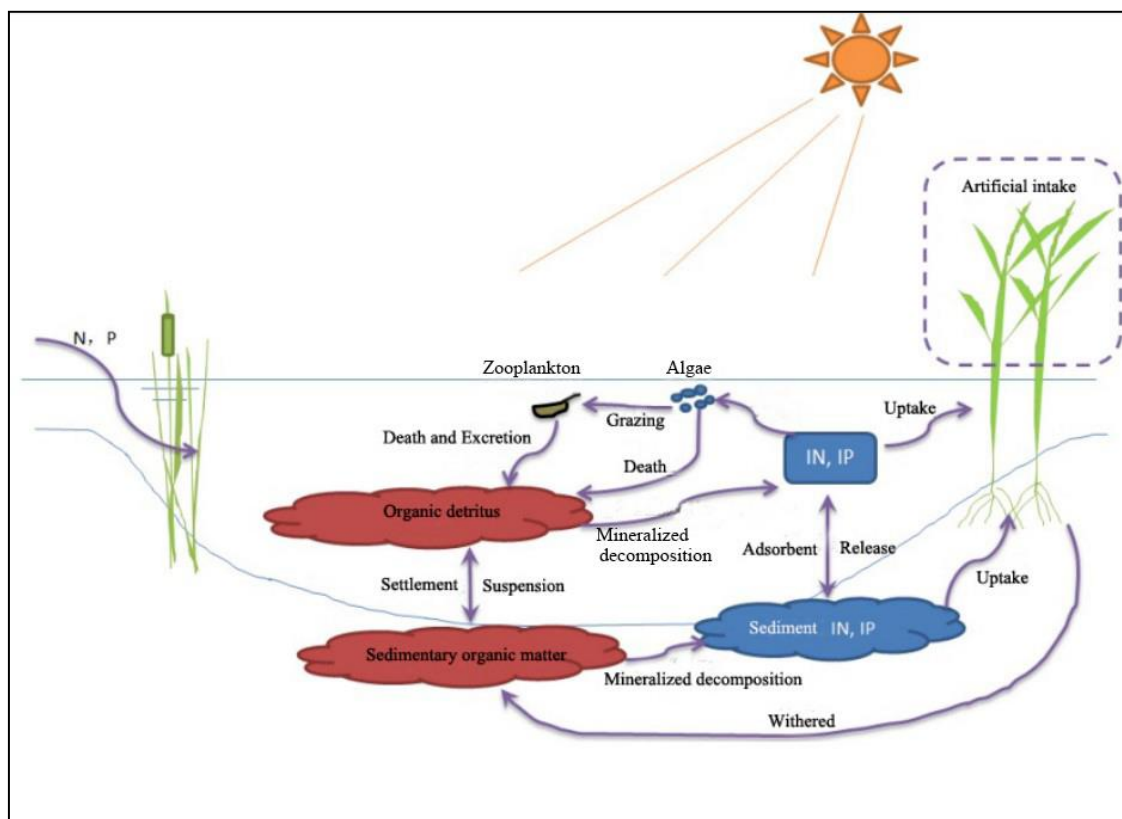 Artificial intake
N，P
Zooplankton
Algae
Grazing
Uptake
Death and Excretion
IN, IP
Death
Organic detritus
Mineralized
decomposition
Adsorbent
Release
Settlement
Suspension
Uptake
Sediment IN, IP
Sedimentary organic matter
Mineralized decomposition
Withered